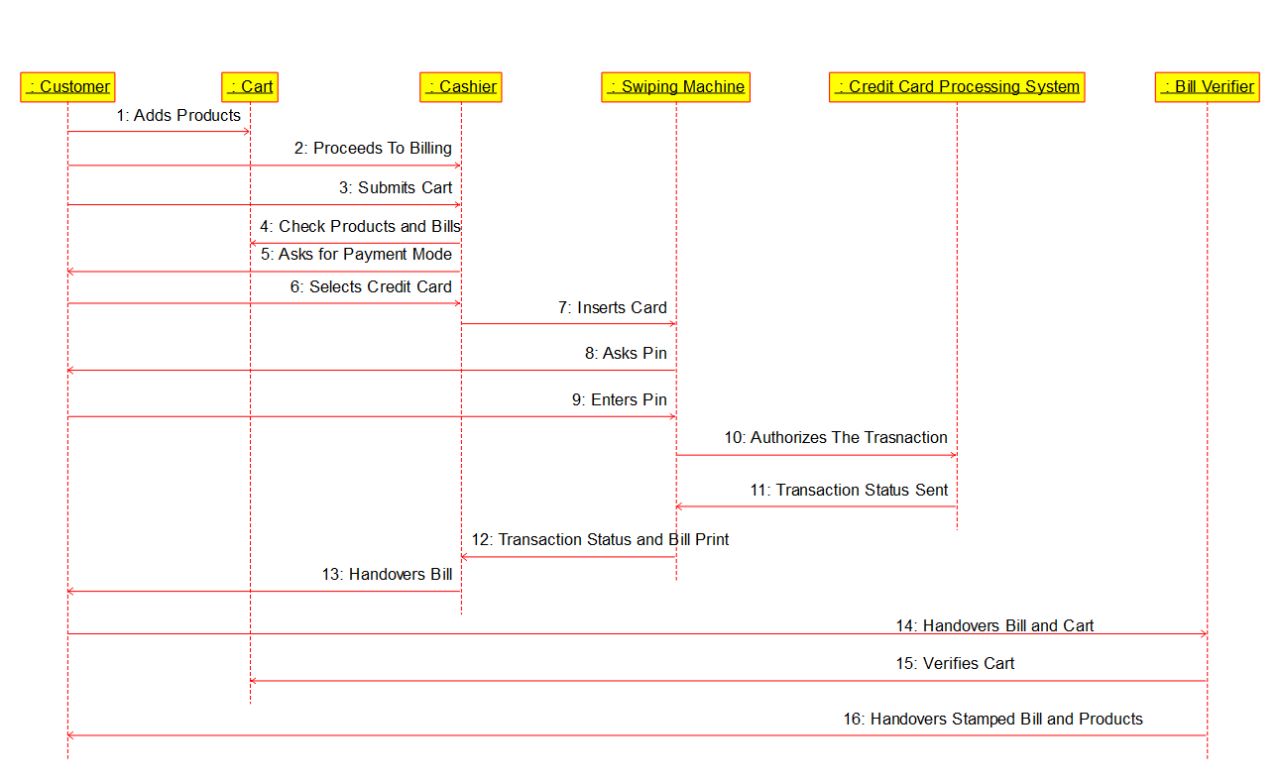 : Customer
: Cart
: Cashier
: Swiping Machine
: Credit Card Processing System
: Bill Verifier
1: Adds Products
2: Proceeds To Billing
3: Submits Cart
4: Check Products and Bills
5: Asks for Payment Mode
6: Selects Credit Card
7: Inserts Card
8: Asks Pin
9: Enters Pin
10: Authorizes The Trasnaction
11: Transaction Status Sent
12: Transaction Status and Bill Print
13: Handovers Bill
14: Handovers Bill and Cart
15: Verifies Cart
16: Handovers Stamped Bill and Products